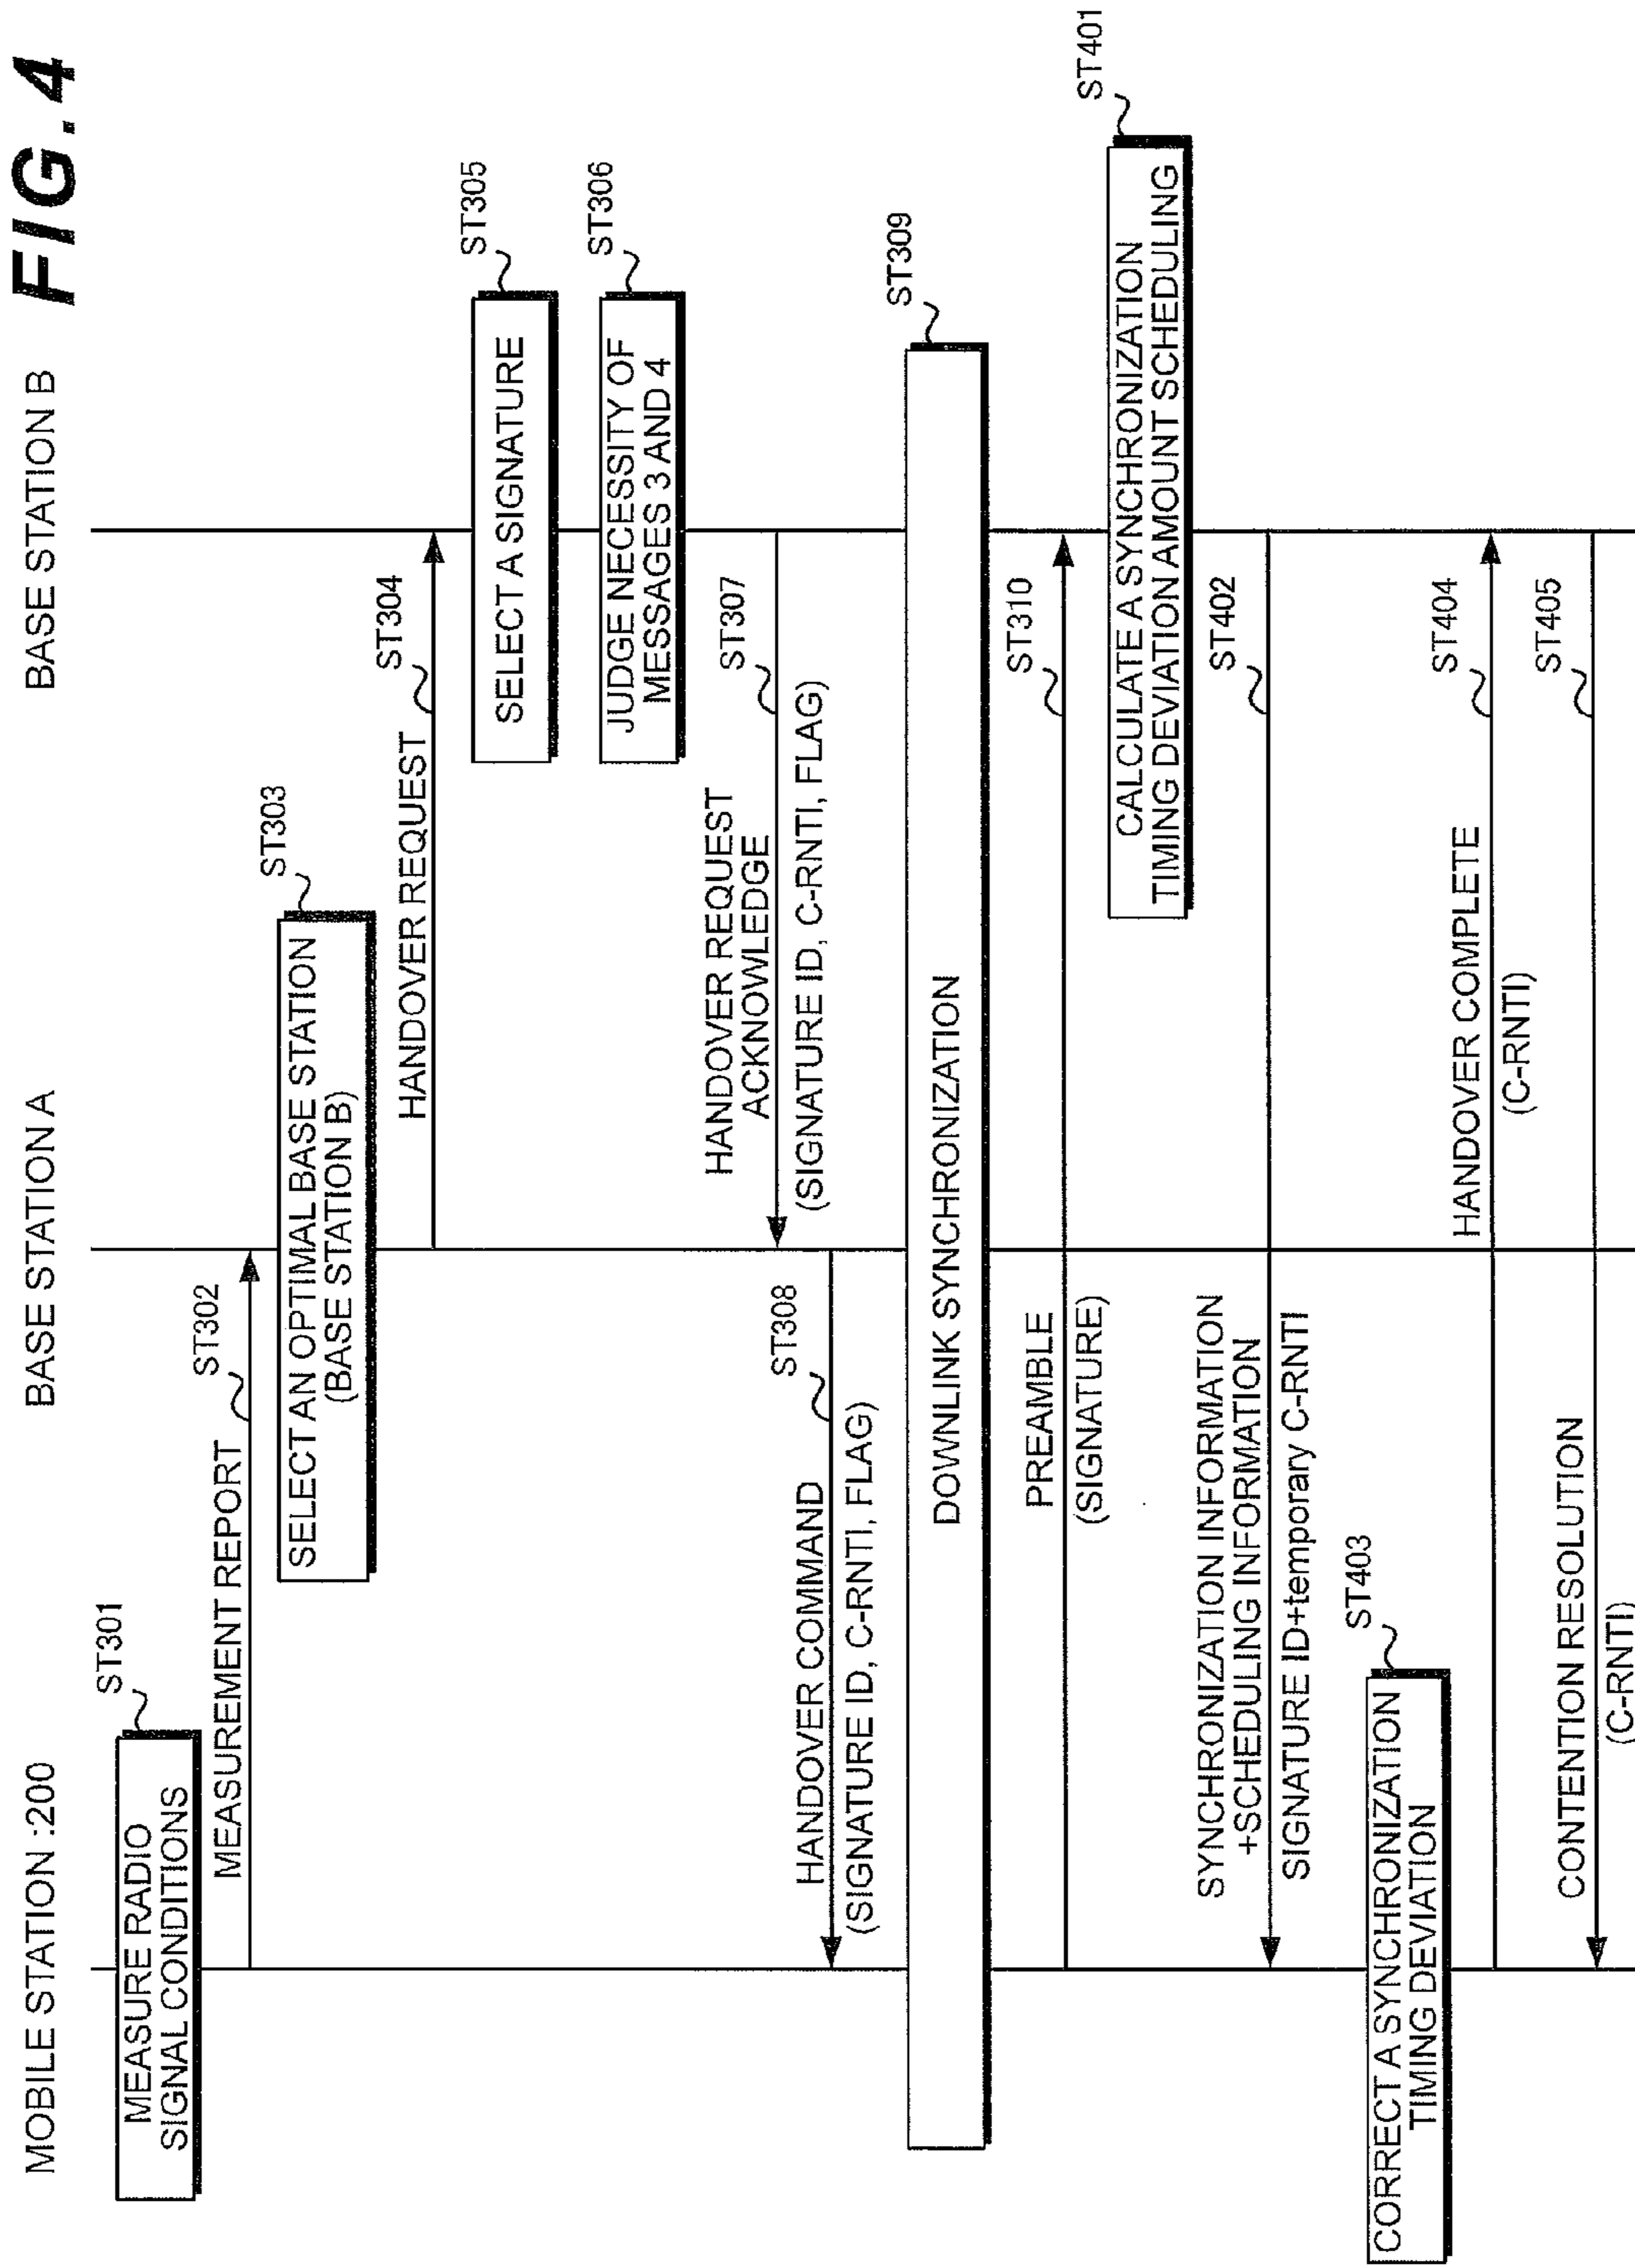 FIG.4
MOBILE STATION :200
BASE STATION A
BASE STATION B
ST301
MEASURE RADIO
SIGNAL CONDITIONS
MEASUREMENT REPORT
ST302
ST303
SELECT AN OPTIMAL BASE STATION
(BASE STATION B)
HANDOVER REQUEST
ST304
ST305
SELECT A SIGNATURE
ST306
JUDGE NECESSITY OF
MESSAGES 3 AND 4
HANDOVER REQUEST
ACKNOWLEDGE
ST307
(SIGNATURE ID, C-RNTI, FLAG)
HANDOVER COMMAND
ST308
(SIGNATURE ID, C-RNTI, FLAG)
ST309
DOWNLINK SYNCHRONIZATION
PREAMBLE
ST310
(SIGNATURE)
ST401
CALCULATE A SYNCHRONIZATION
TIMING DEVIATION AMOUNT SCHEDULING
SYNCHRONIZATION INFORMATION
+SCHEDULING INFORMATION
ST402
SIGNATURE ID+temporary C-RNTI
ST403
CORRECT A SYNCHRONIZATION
TIMING DEVIATION
HANDOVER COMPLETE
ST404
(C-RNTI)
CONTENTION RESOLUTION
ST405
(C-RNTI)